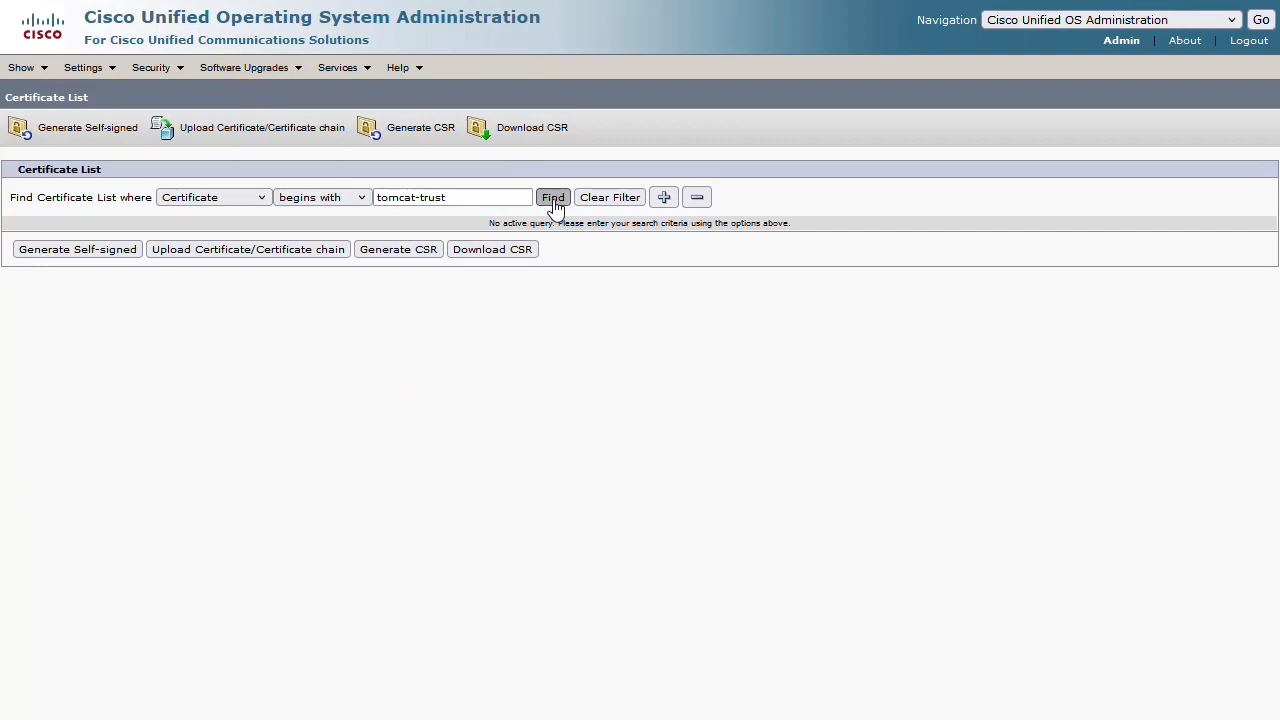 CISCO
Cisco Unified Operating System Administration
For Cisco Unified Communications Solutions
Navigation Cisco Unified OS Administration Go
Admin | About | Logout
Show Settings Security Software Upgrades Services Help
Certificate List
Generate Self-signed Upload Certificate/Certificate chain Generate CSR Download CSR
Certificate List
Find Certificate List where Certificate begins with tomcat-trust Find Clear Filter
No active query. Please enter your search criteria using the options above.
Generate Self-signed Upload Certificate/Certificate chain Generate CSR Download CSR